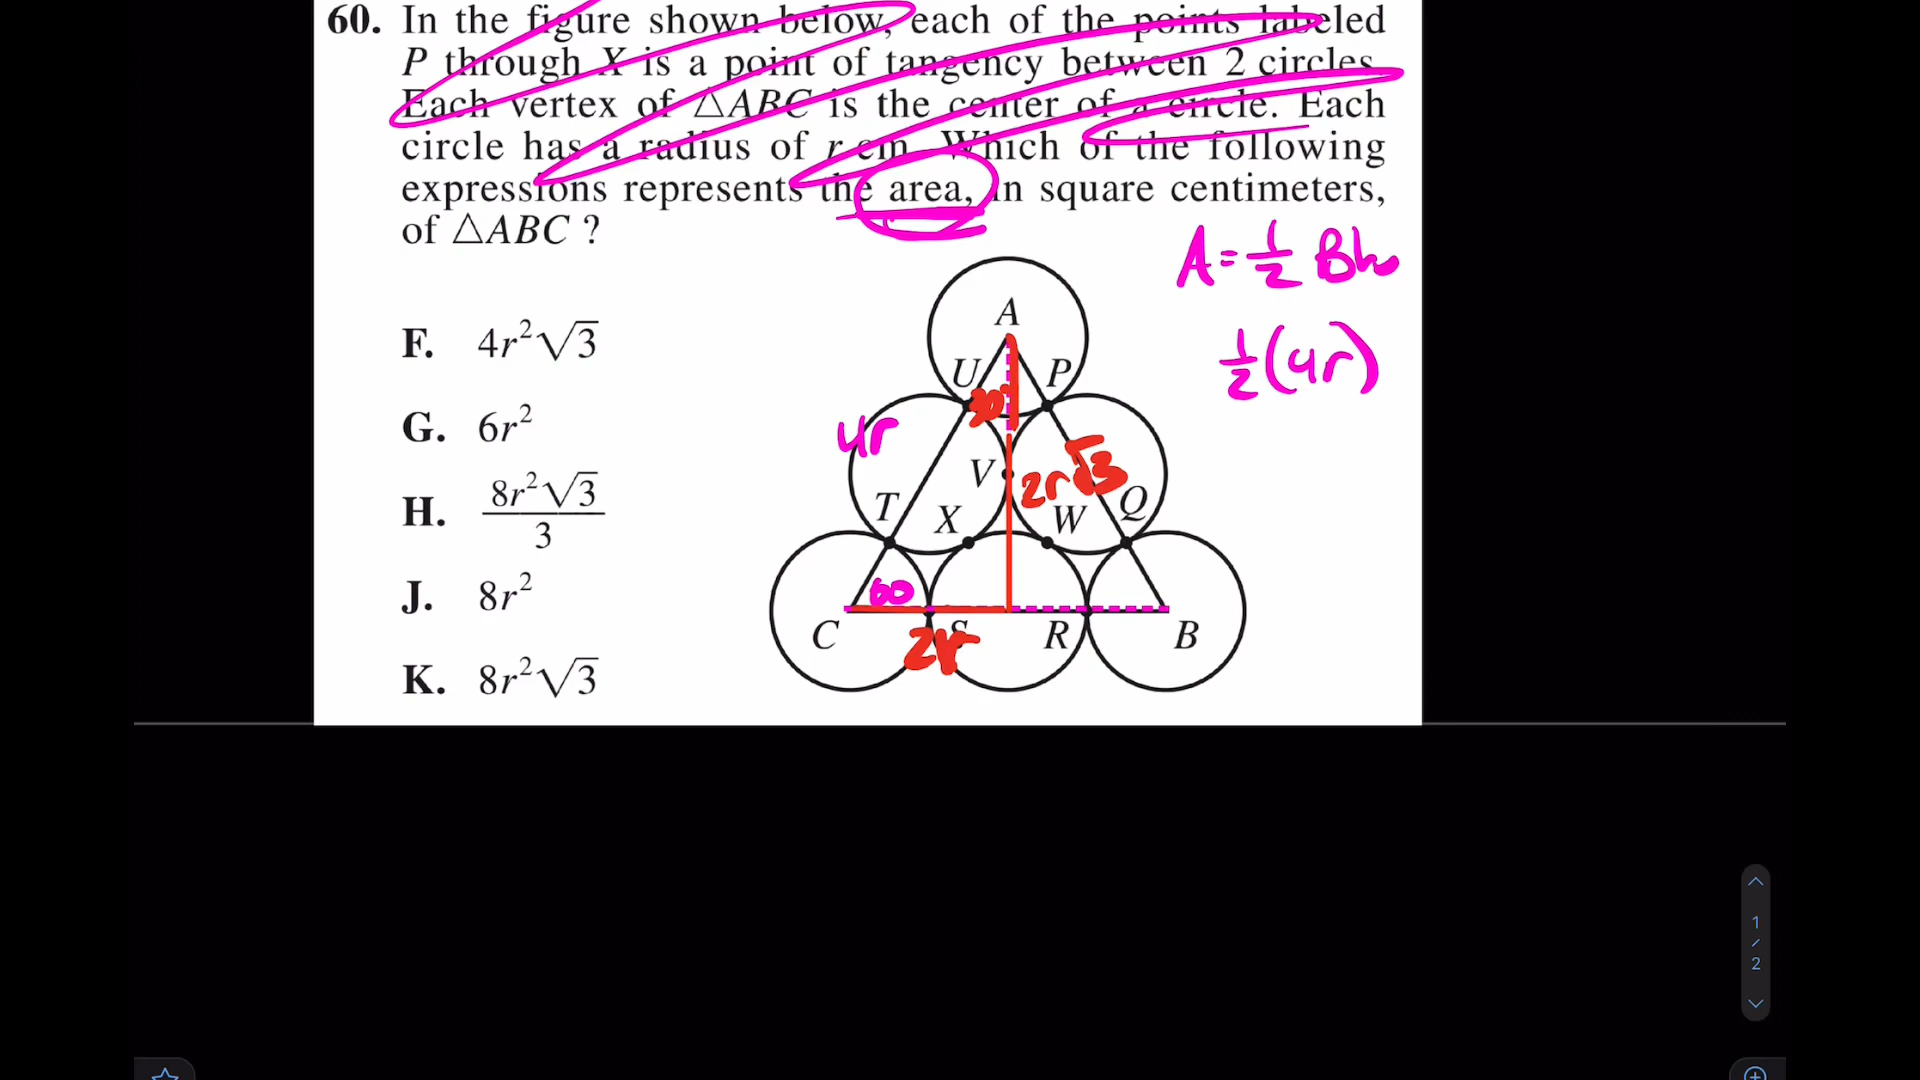 60. In the figure shown below, each of the points labeled
P through X is a point of tangency between 2 circles.
Each vertex of △ABC is the center of a circle. Each
circle has a radius of r cm. Which of the following
expressions represents the area, in square centimeters,
of △ABC ?
A = 1/2 Bh
1/2(4r)
F. 4r²√3
G. 6r²
H. 8r²√3/3
J. 8r²
K. 8r²√3
A
U P
30°
4r
V 2r√3
T X W Q
60
C S R B
2r
1
/
2